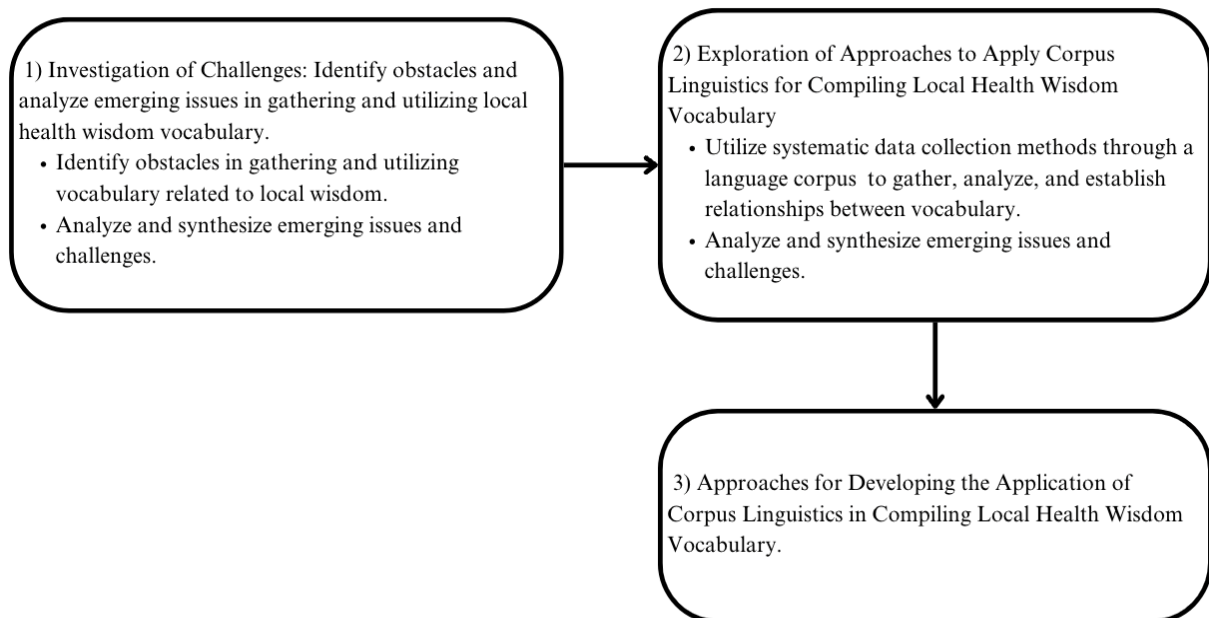 1) Investigation of Challenges: Identify obstacles and
analyze emerging issues in gathering and utilizing local
health wisdom vocabulary.
• Identify obstacles in gathering and utilizing
vocabulary related to local wisdom.
• Analyze and synthesize emerging issues and
challenges.
2) Exploration of Approaches to Apply Corpus
Linguistics for Compiling Local Health Wisdom
Vocabulary
• Utilize systematic data collection methods through a
language corpus to gather, analyze, and establish
relationships between vocabulary.
• Analyze and synthesize emerging issues and
challenges.
3) Approaches for Developing the Application of
Corpus Linguistics in Compiling Local Health Wisdom
Vocabulary.